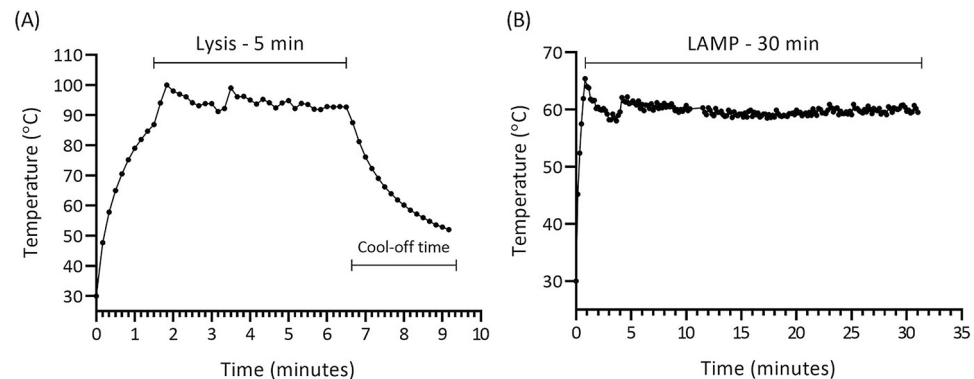 (A)
Lysis - 5 min
Temperature (°C)
110
100
90
80
70
60
50
40
30
Cool-off time
0 1 2 3 4 5 6 7 8 9 10
Time (minutes)
(B)
LAMP - 30 min
Temperature (°C)
70
60
50
40
30
0 5 10 15 20 25 30 35
Time (minutes)